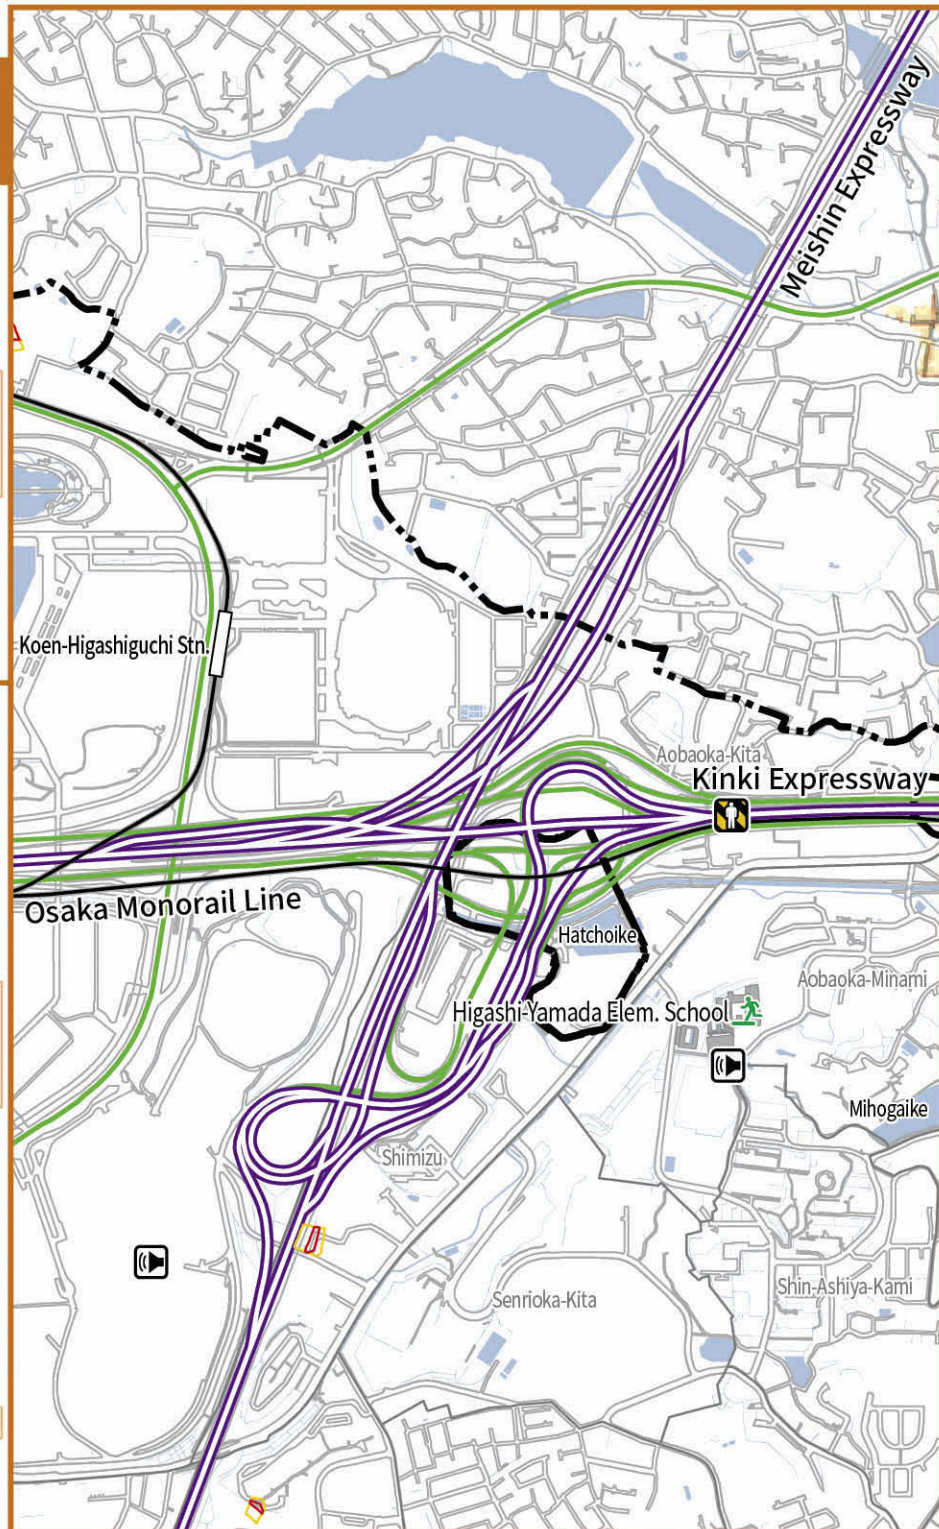 Meishin Expressway
Koen-Higashiguchi Stn.
Aobaoka-Kita
Kinki Expressway
Osaka Monorail Line
Hatchoike
Aobaoka-Minami
Higashi-Yamada Elem. School
Mihogaike
Shimizu
Shin-Ashiya-Kami
Senrioka-Kita